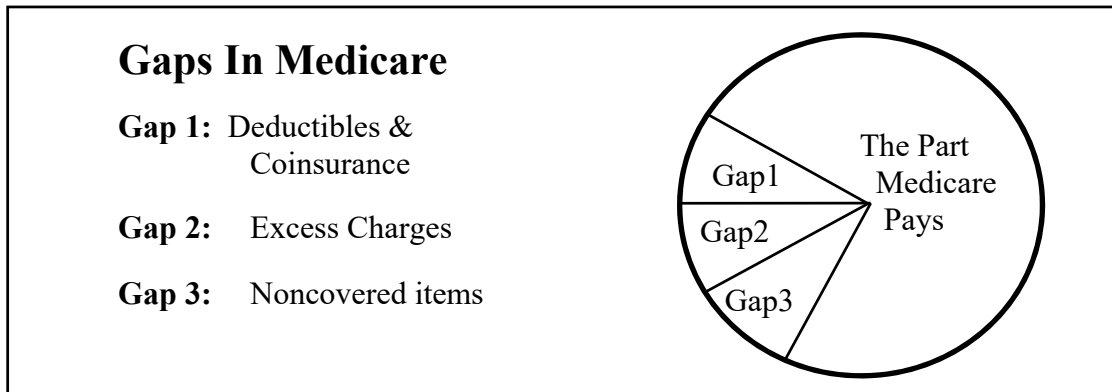 Gaps In Medicare
Gap 1: Deductibles &
Coinsurance
Gap 2: Excess Charges
Gap 3: Noncovered items
Gap1
Gap2
Gap3
The Part
Medicare
Pays